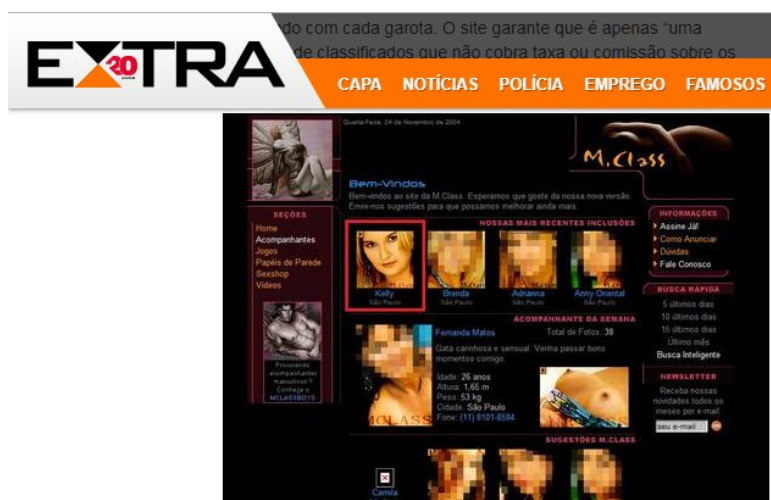 do com cada garota. O site garante que é apenas "uma
de classificados que não cobra taxa ou comissão sobre os
EXTRA
20
CAPA NOTÍCIAS POLÍCIA EMPREGO FAMOSOS
Quarta-Feira, 24 de Novembro de 2004
M.Class
Bem-Vindos
Bem-vindos ao site da M.Class. Esperamos que goste da nossa nova versão.
Envie-nos sugestões para que possamos melhorar ainda mais.
SEÇÕES
Home
Acompanhantes
Jogos
Papéis de Parede
Sexshop
Vídeos
Procurando
acompanhantes
masculinos ?
Conheça o
MCLASSBOYS
NOSSAS MAIS RECENTES INCLUSÕES
Kelly
São Paulo
Brenda
São Paulo
Adrianna
São Paulo
Anny Oriental
São Paulo
ACOMPANHANTE DA SEMANA
Fernanda Matos
Total de Fotos: 38
Gata carinhosa e sensual. Venha passar bons
momentos comigo.
Idade: 26 anos
Altura: 1,65 m
Peso: 53 kg
Cidade: São Paulo
Fone: (11) 8101-8584
MCLASS
SUGESTÕES M.CLASS
Camila
INFORMAÇÕES
Assine Já!
Como Anunciar
Dúvidas
Fale Conosco
BUSCA RÁPIDA
5 últimos dias
10 últimos dias
15 últimos dias
Último mês
Busca Inteligente
NEWSLETTER
Receba nossas
novidades todos os
meses por e-mail.
seu e-mail